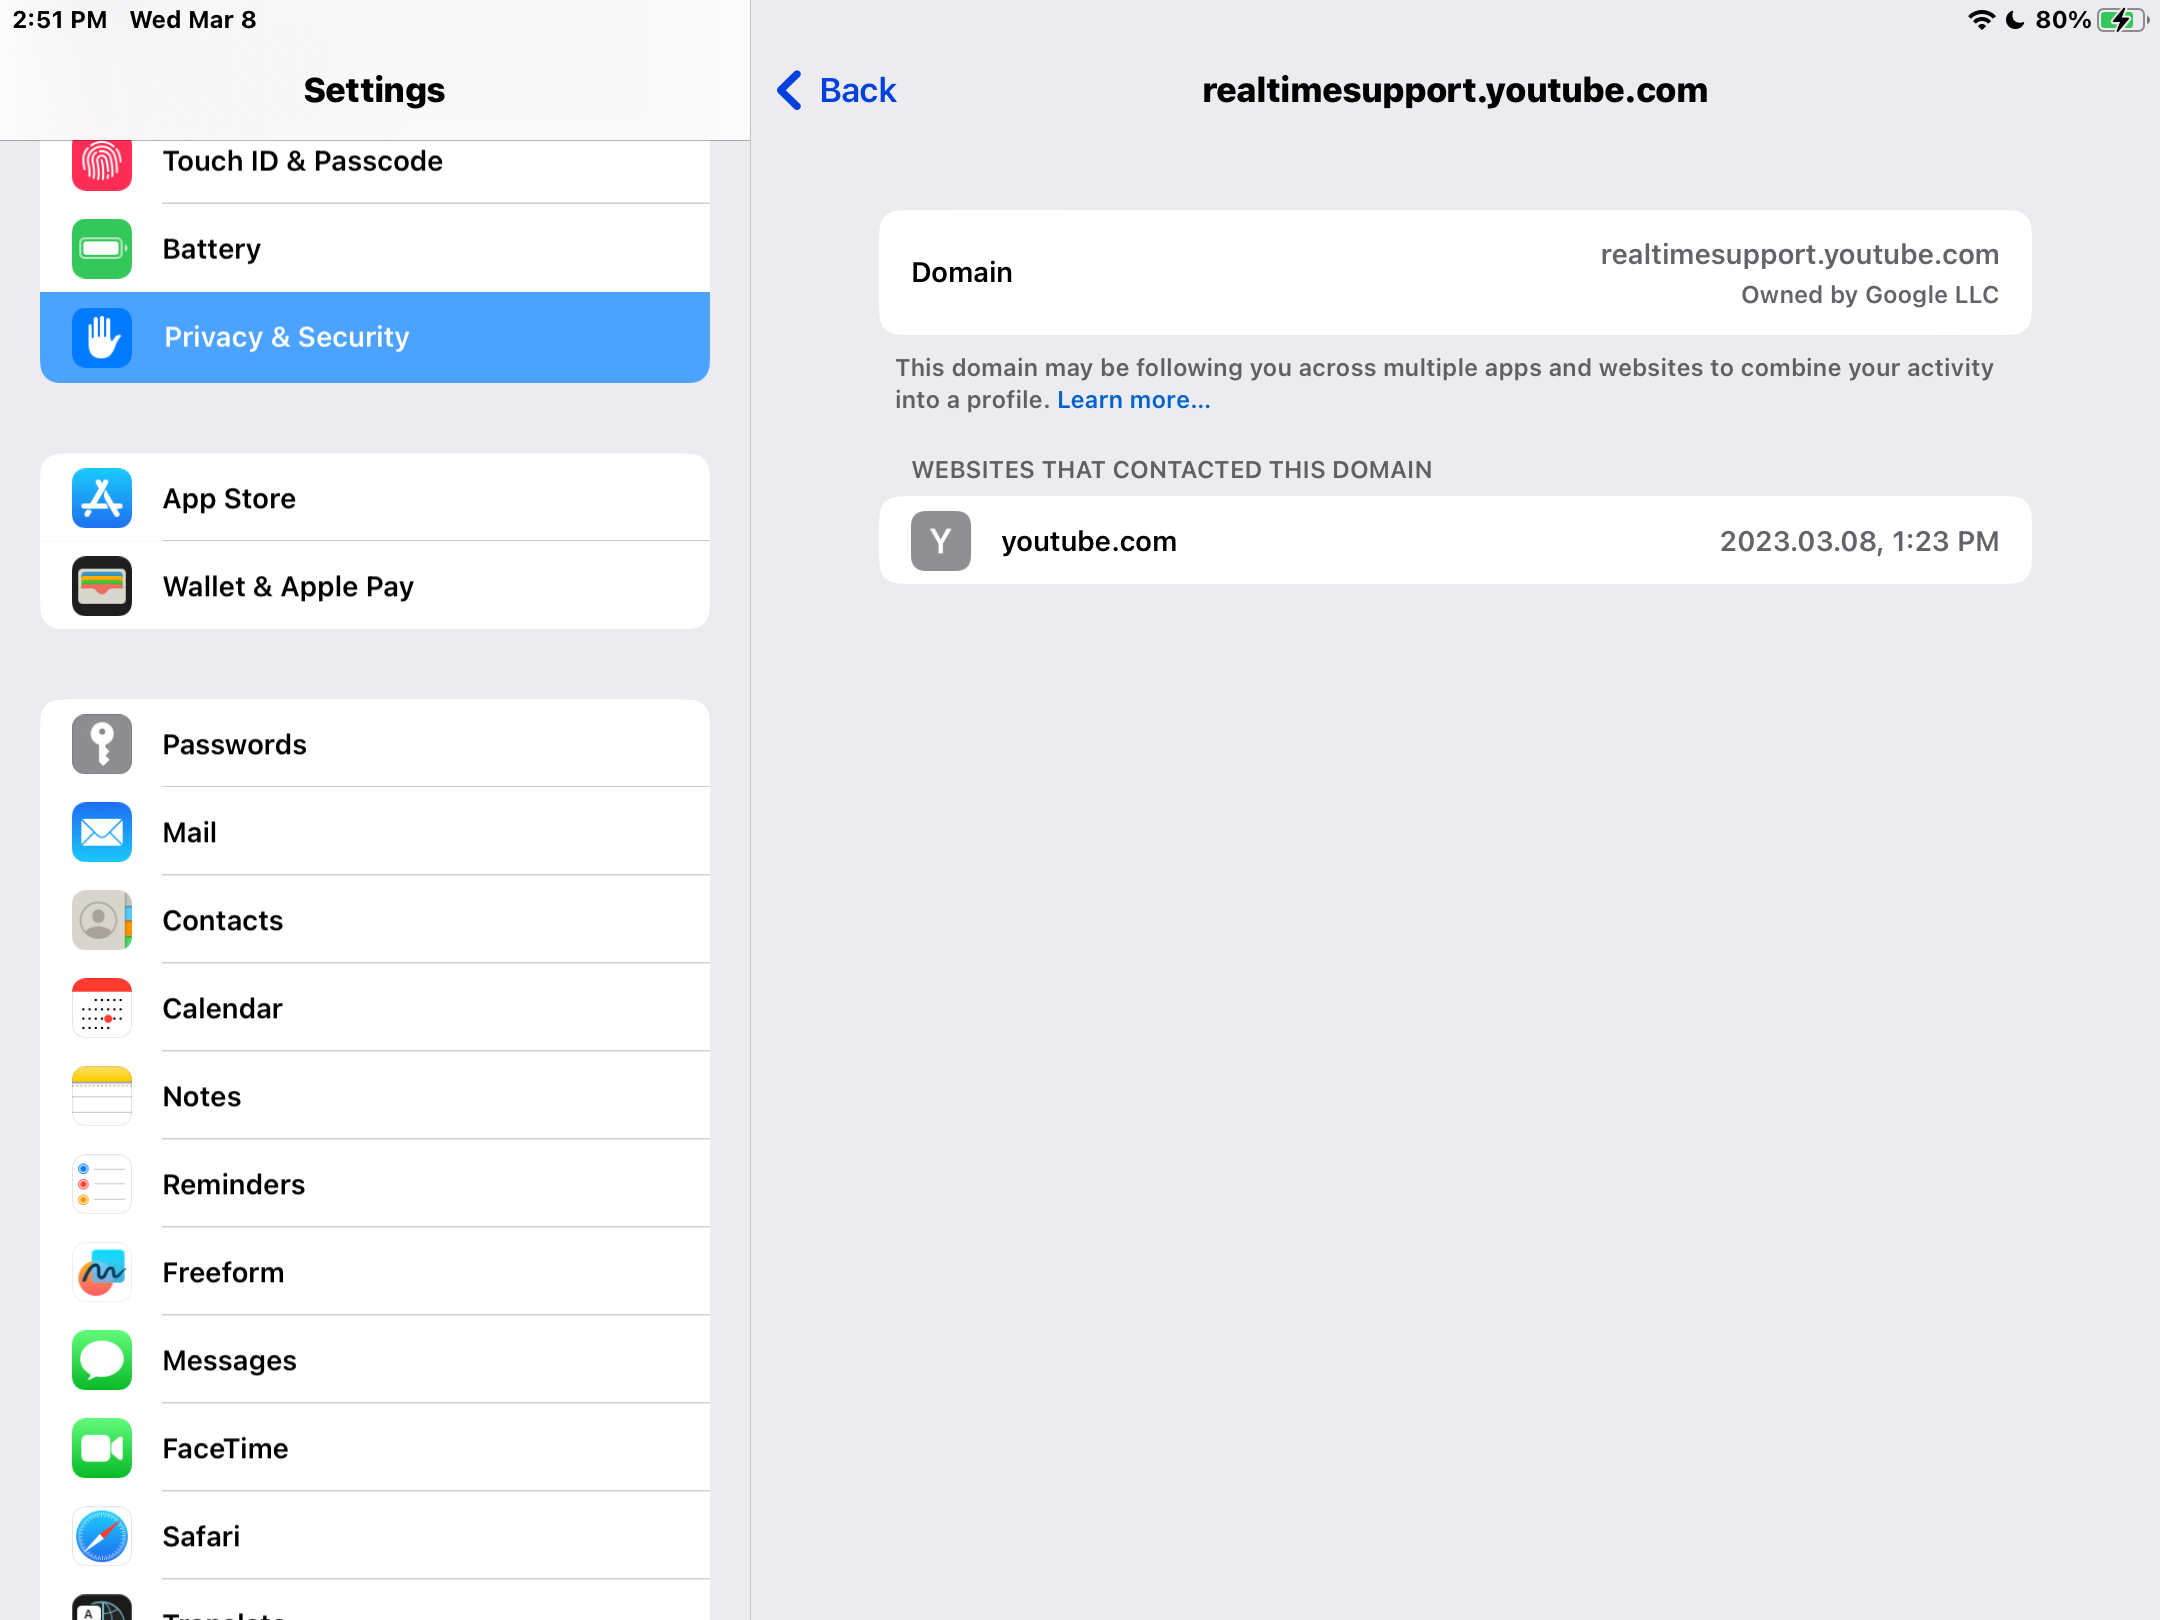 2:51 PM Wed Mar 8
80%
Settings
Touch ID & Passcode
Battery
Privacy & Security
App Store
Wallet & Apple Pay
Passwords
Mail
Contacts
Calendar
Notes
Reminders
Freeform
Messages
FaceTime
Safari
A
Translate
Back
realtimesupport.youtube.com
Domain
realtimesupport.youtube.com
Owned by Google LLC
This domain may be following you across multiple apps and websites to combine your activity
into a profile. Learn more...
WEBSITES THAT CONTACTED THIS DOMAIN
Y youtube.com 2023.03.08, 1:23 PM